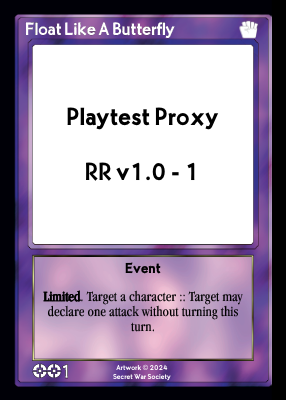 Float Like A Butterfly
Playtest Proxy
RR v1.0 - 1
Event
Limited. Target a character :: Target may
declare one attack without turning this
turn.
1
Artwork © 2024
Secret War Society